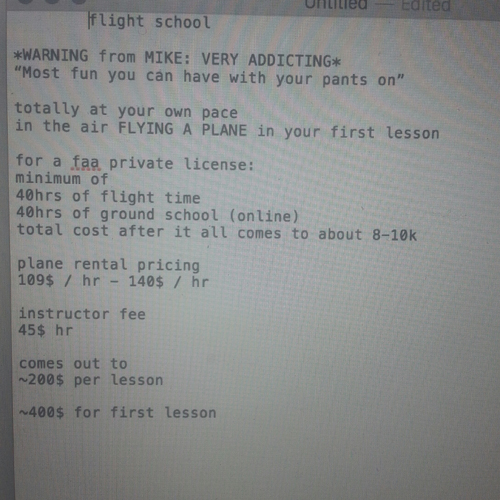 Untitled — Edited
flight school
*WARNING from MIKE: VERY ADDICTING*
“Most fun you can have with your pants on”
totally at your own pace
in the air FLYING A PLANE in your first lesson
for a faa private license:
minimum of
40hrs of flight time
40hrs of ground school (online)
total cost after it all comes to about 8–10k
plane rental pricing
109$ / hr – 140$ / hr
instructor fee
45$ hr
comes out to
~200$ per lesson
~400$ for first lesson